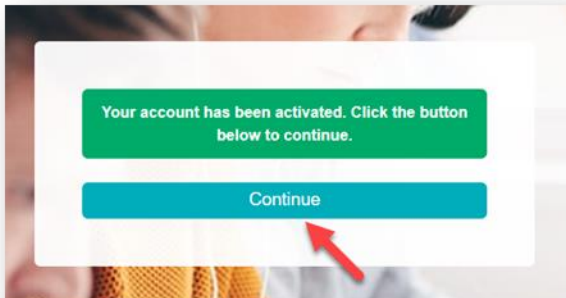 Your account has been activated. Click the button
below to continue.
Continue